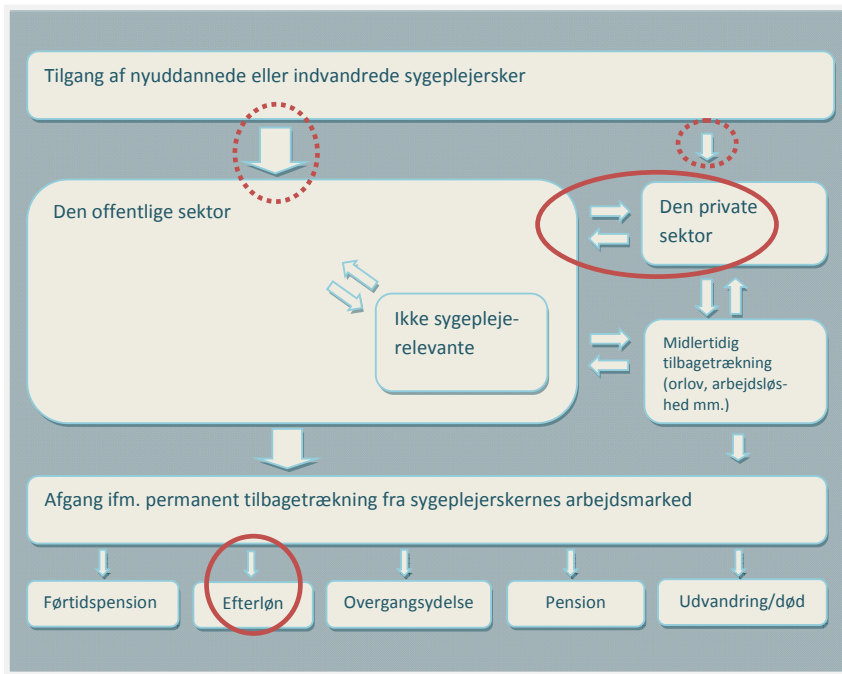 Tilgang af nyuddannede eller indvandrede sygeplejersker
Den offentlige sektor
Den private
sektor
Ikke sygepleje-
relevante
Midlertidig
tilbagetrækning
(orlov, arbejdsløs-
hed mm.)
Afgang ifm. permanent tilbagetrækning fra sygeplejerskernes arbejdsmarked
Førtidspension
Efterløn
Overgangsydelse
Pension
Udvandring/død